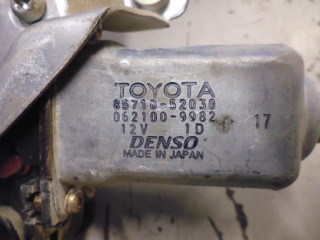 TOYOTA
85710-52030
062100-9982
12V 1D
17
DENSO
MADE IN JAPAN